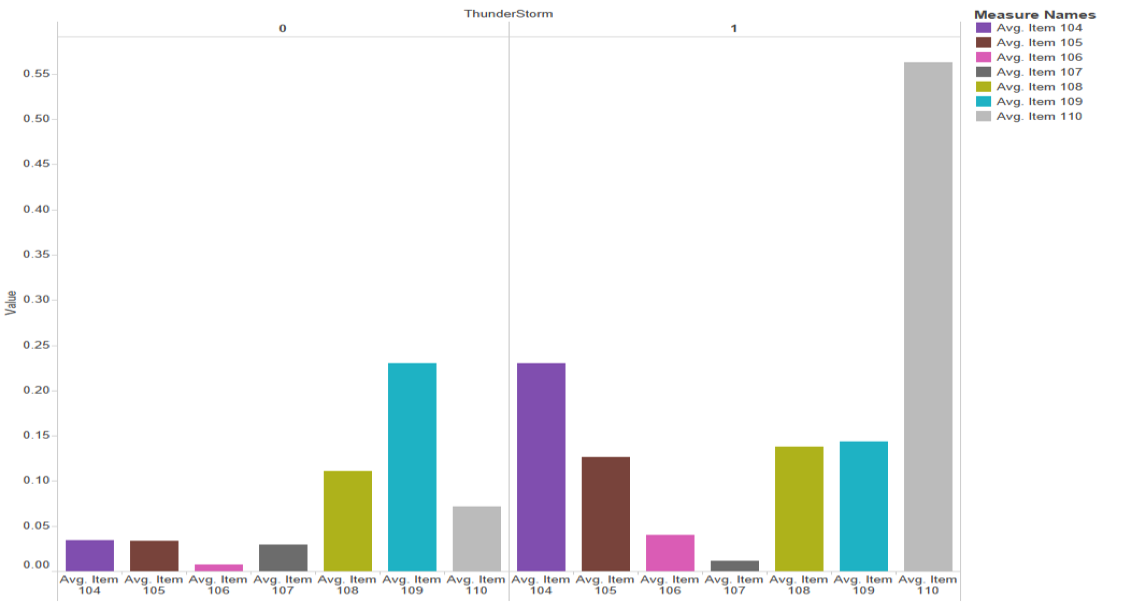 ThunderStorm
0
1
Measure Names
Avg. Item 104
Avg. Item 105
Avg. Item 106
Avg. Item 107
Avg. Item 108
Avg. Item 109
Avg. Item 110
Value
0.55
0.50
0.45
0.40
0.35
0.30
0.25
0.20
0.15
0.10
0.05
0.00
Avg. Item Avg. Item Avg. Item Avg. Item Avg. Item Avg. Item Avg. Item Avg. Item Avg. Item Avg. Item Avg. Item Avg. Item Avg. Item Avg. Item
104 105 106 107 108 109 110 104 105 106 107 108 109 110